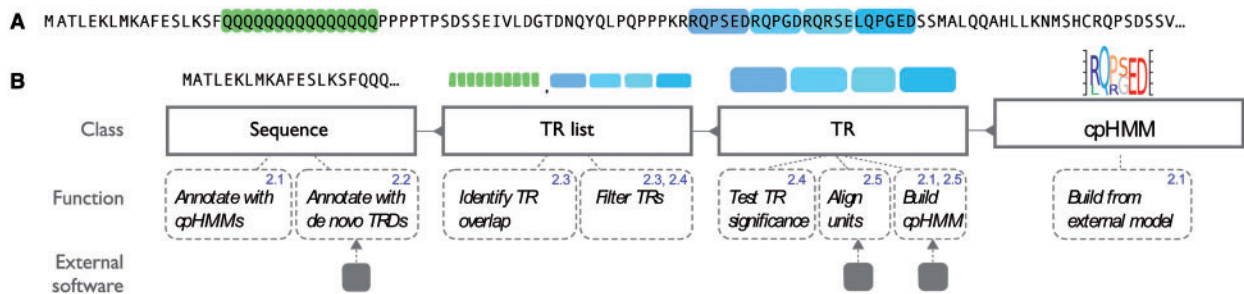 A MATLEKLMKAFESLKSFQQQQQQQQQQQQQQQPPPPTPSDSSEIVLDGTDNQYQLPQPPPKRRQPSEDRQPGDRQRSELQPGEDSSMALQQAHLLKNMSHCRQPSDSSV...
B MATLEKLMKAFESLKSFQQQ... , RQPSED LRG
Class Sequence TR list TR cpHMM
2.1 2.2 2.3 2.3, 2.4 2.4 2.5 2.1, 2.5 2.1
Function Annotate with Annotate with Identify TR Filter TRs Test TR Align Build Build from
cpHMMs de novo TRDs overlap significance units cpHMM external model
External
software